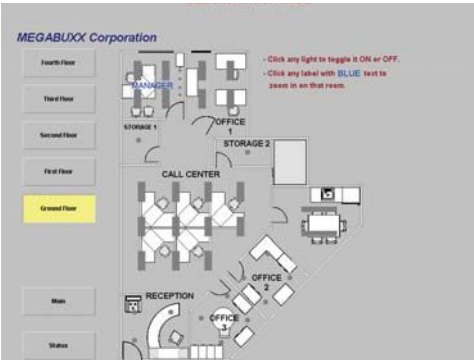 MEGABUXX Corporation
Fourth Floor
Third Floor
Second Floor
First Floor
Ground Floor
Main
Status
- Click any light to toggle it ON or OFF.
- Click any label with BLUE text to
zoom in on that room.
MANAGER
STORAGE 1
OFFICE
1
STORAGE 2
CALL CENTER
RECEPTION
OFFICE
2
OFFICE
3